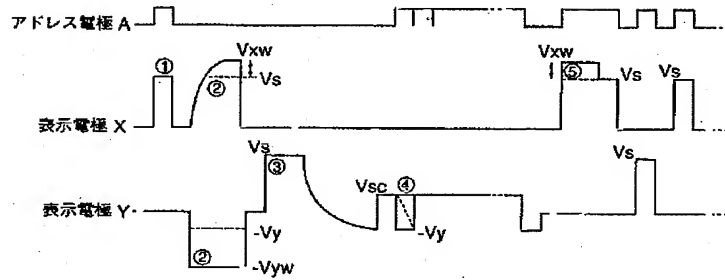 アドレス電極 A
Vxw
Vxw
① ② Vs
⑤ Vs Vs
表示電極 X
Vs ③
Vsc ④
Vs
表示電極 Y
-Vy
-Vy
② -Vyw